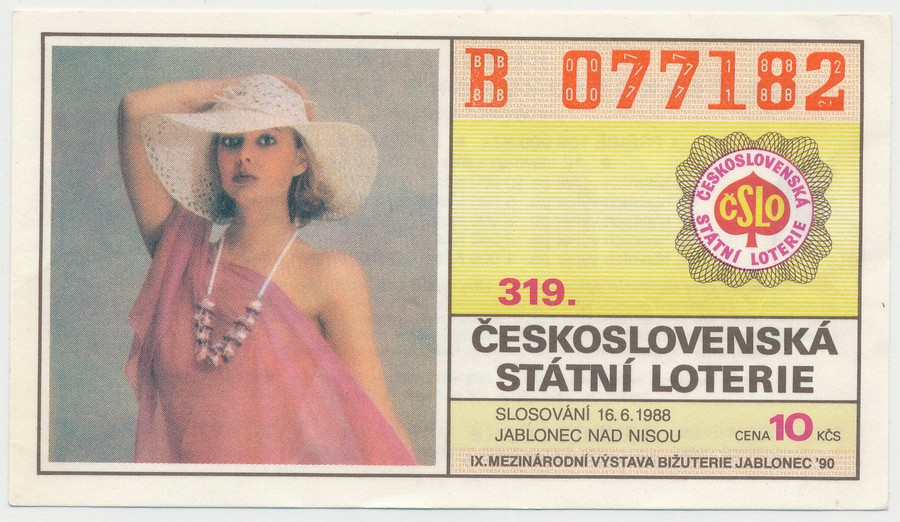 B 077182
ČESKOSLOVENSKÁ
STÁTNÍ LOTERIE
ČSLO
319.
ČESKOSLOVENSKÁ
STÁTNÍ LOTERIE
SLOSOVÁNÍ 16.6.1988
JABLONEC NAD NISOU
CENA 10 KČS
IX. MEZINÁRODNÍ VÝSTAVA BIŽUTERIE JABLONEC '90